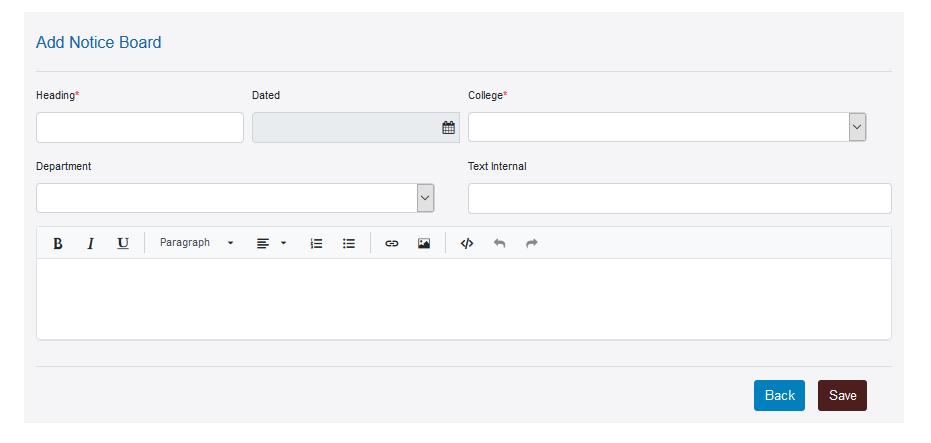 Add Notice Board
Heading* Dated College*
Department Text Internal
B I U Paragraph
Back Save